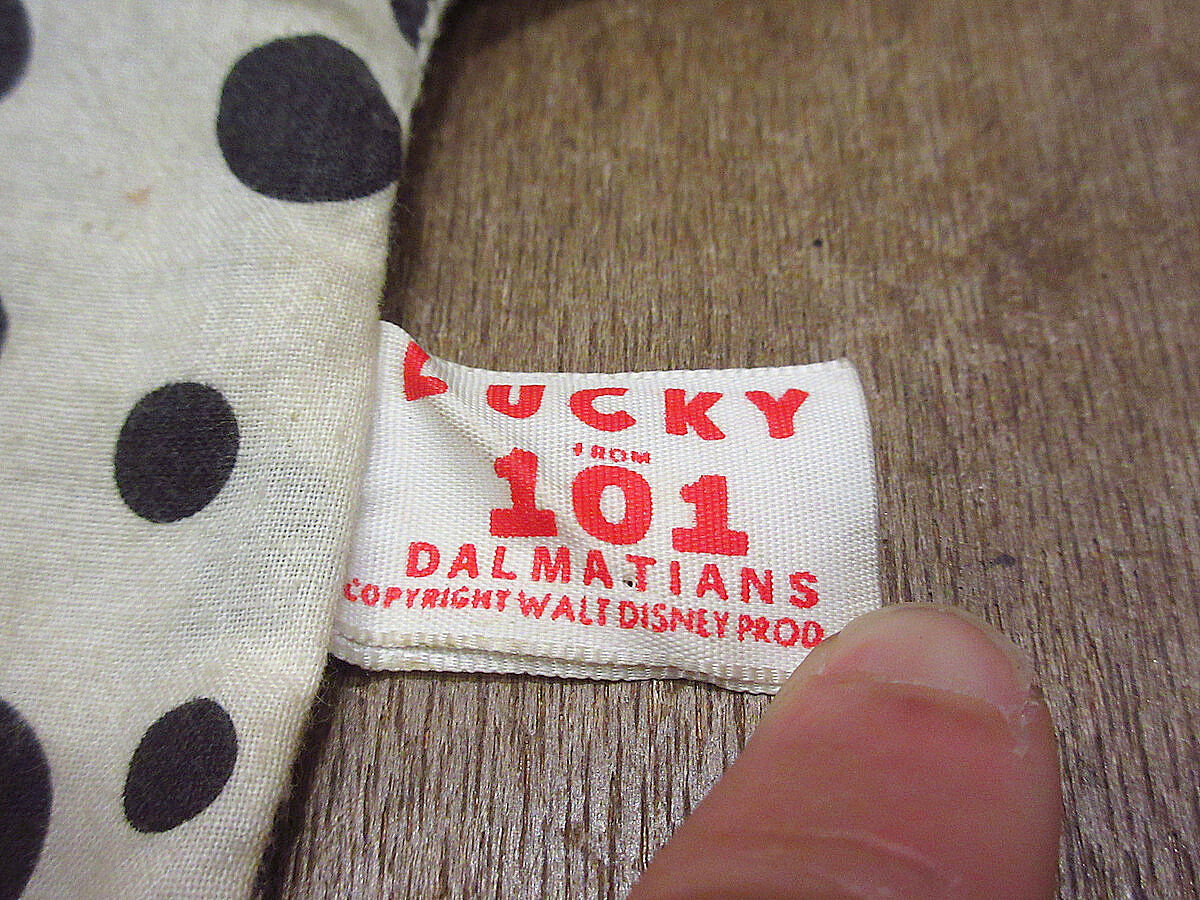 LUCKY
FROM
101
DALMATIANS
COPYRIGHT WALT DISNEY PROD